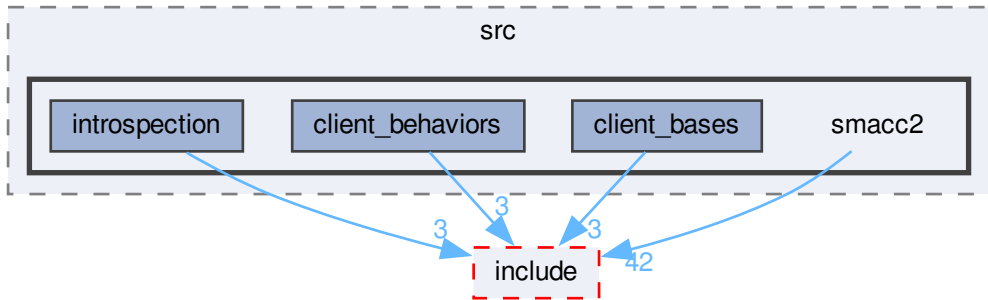 src
introspection
client_behaviors
client_bases
smacc2
3
3
3
42
include